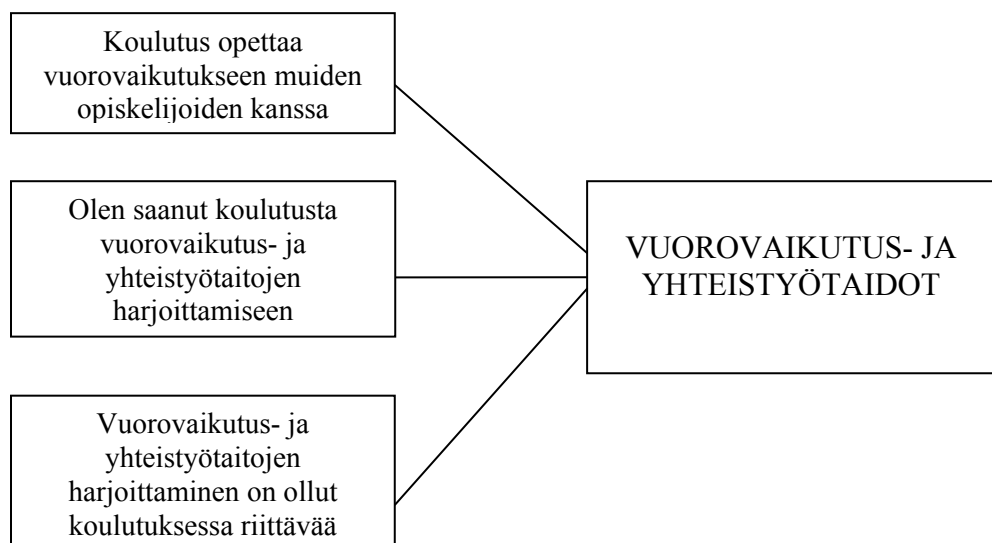 Koulutus opettaa
vuorovaikutukseen muiden
opiskelijoiden kanssa
Olen saanut koulutusta
vuorovaikutus- ja
yhteistyötaitojen
harjoittamiseen
VUOROVAIKUTUS- JA
YHTEISTYÖTAIDOT
Vuorovaikutus- ja
yhteistyötaitojen
harjoittaminen on ollut
koulutuksessa riittävää